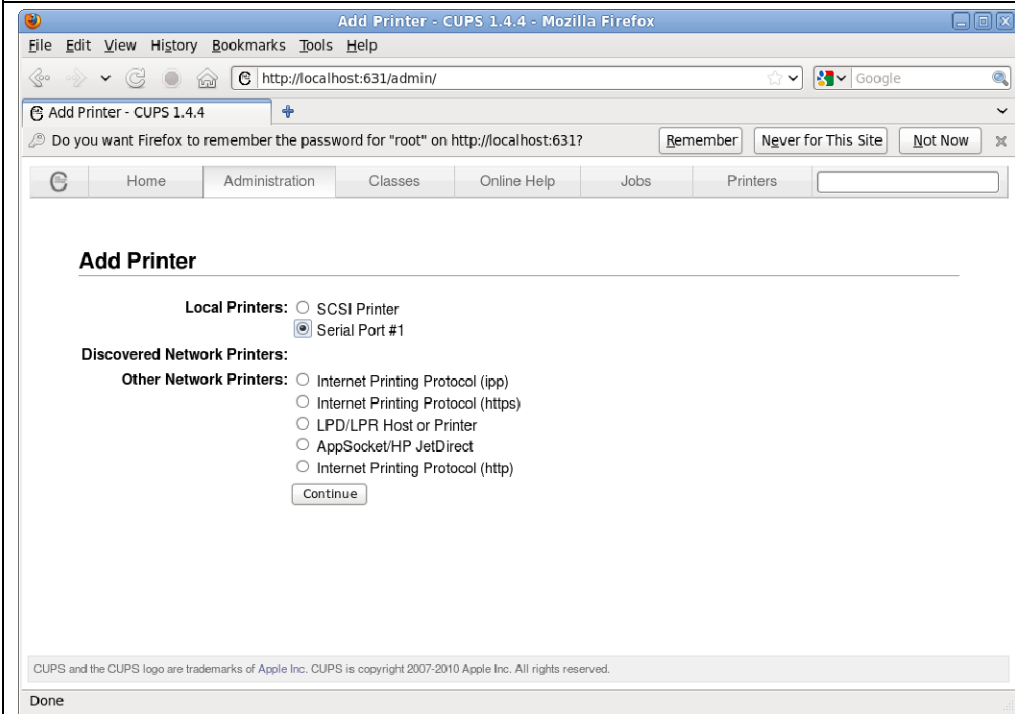 Add Printer - CUPS 1.4.4 - Mozilla Firefox
File Edit View History Bookmarks Tools Help
http://localhost:631/admin/ Google
Add Printer - CUPS 1.4.4
Do you want Firefox to remember the password for "root" on http://localhost:631? Remember Never for This Site Not Now
Home Administration Classes Online Help Jobs Printers
Add Printer
Local Printers: SCSI Printer
Serial Port #1
Discovered Network Printers:
Other Network Printers: Internet Printing Protocol (ipp)
Internet Printing Protocol (https)
LPD/LPR Host or Printer
AppSocket/HP JetDirect
Internet Printing Protocol (http)
Continue
CUPS and the CUPS logo are trademarks of Apple Inc. CUPS is copyright 2007-2010 Apple Inc. All rights reserved.
Done